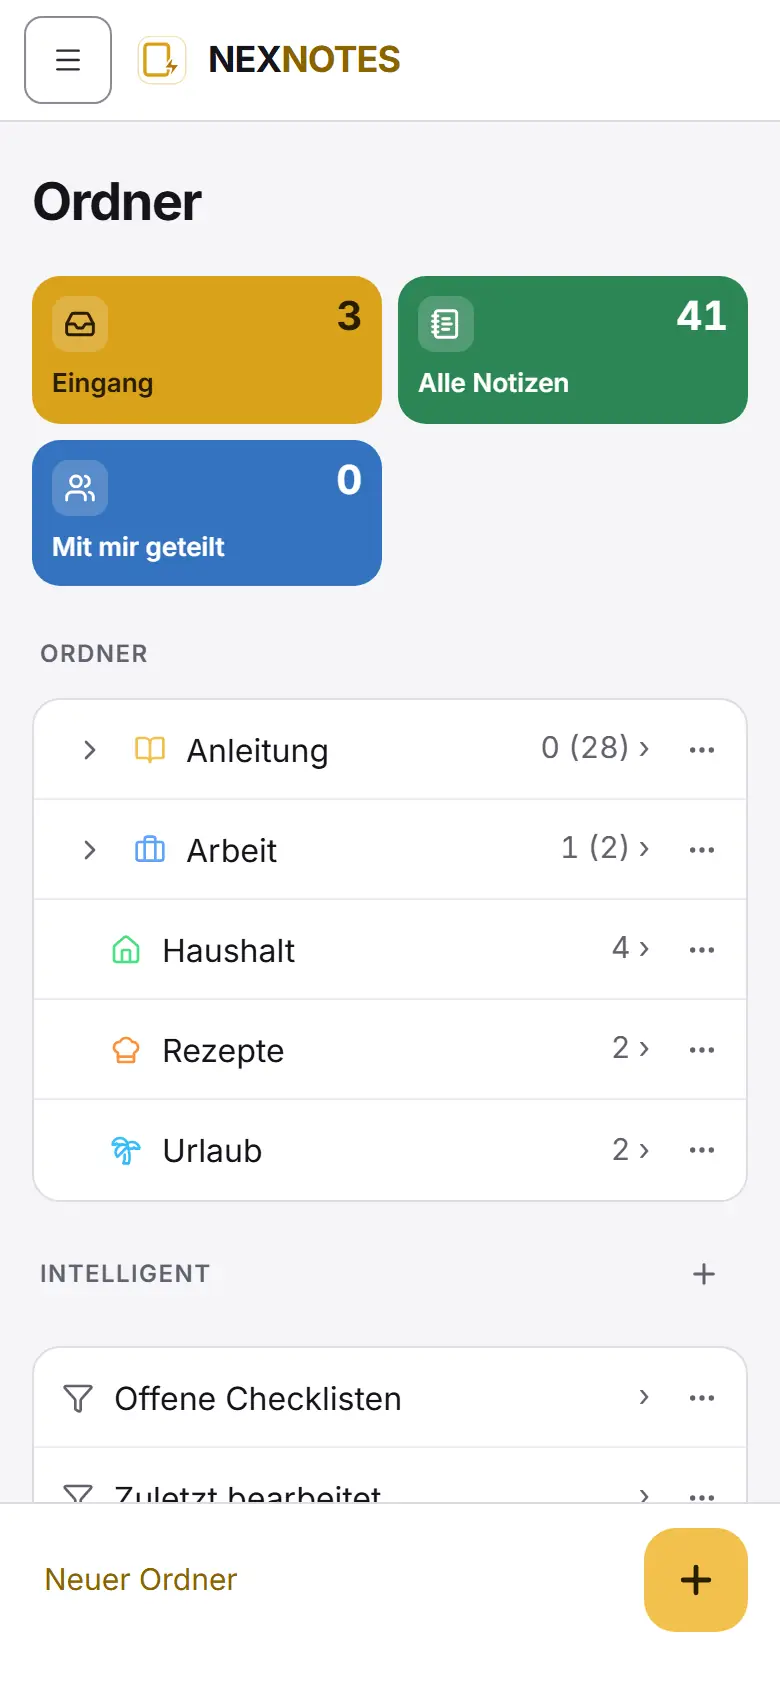 NEXNOTES
Ordner
3
Eingang
41
Alle Notizen
0
Mit mir geteilt
ORDNER
Anleitung 0 (28) ›
Arbeit 1 (2) ›
Haushalt 4 ›
Rezepte 2 ›
Urlaub 2 ›
INTELLIGENT
Offene Checklisten ›
Zuletzt bearbeitet ›
Neuer Ordner